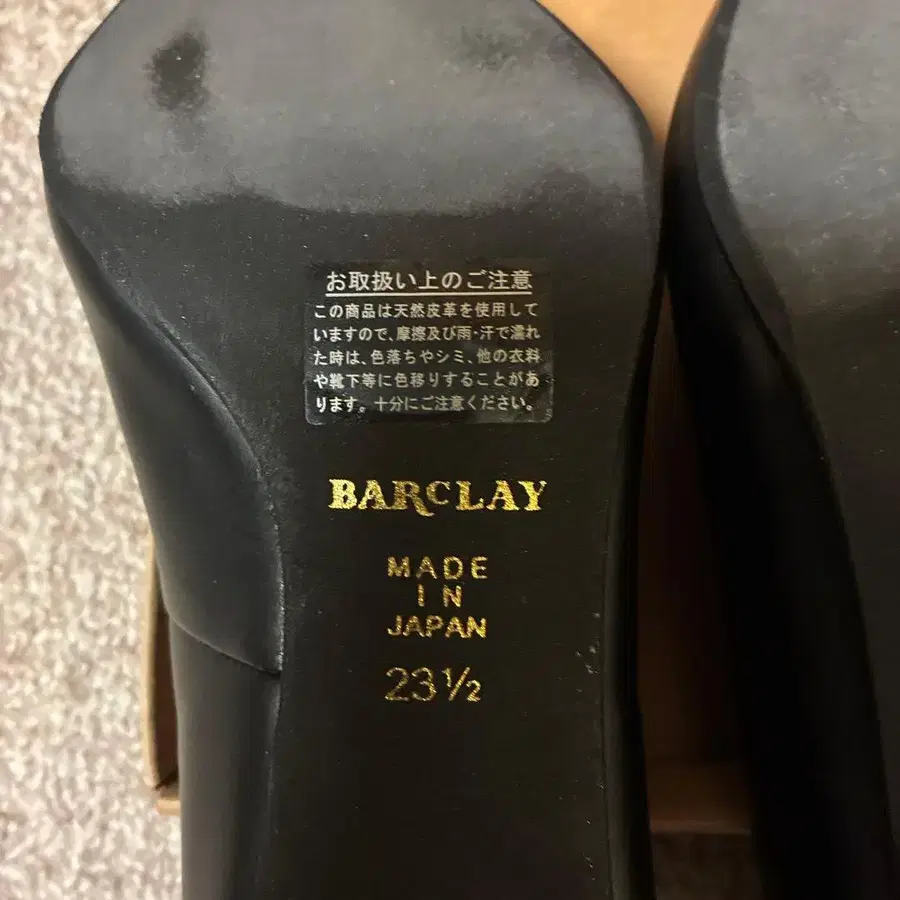 お取扱い上のご注意
この商品は天然皮革を使用して
いますので、摩擦及び雨・汗で濡れ
た時は、色落ちやシミ、他の衣料
や靴下等に色移りすることがあ
ります。十分にご注意ください。
BARCLAY
MADE
IN
JAPAN
23½